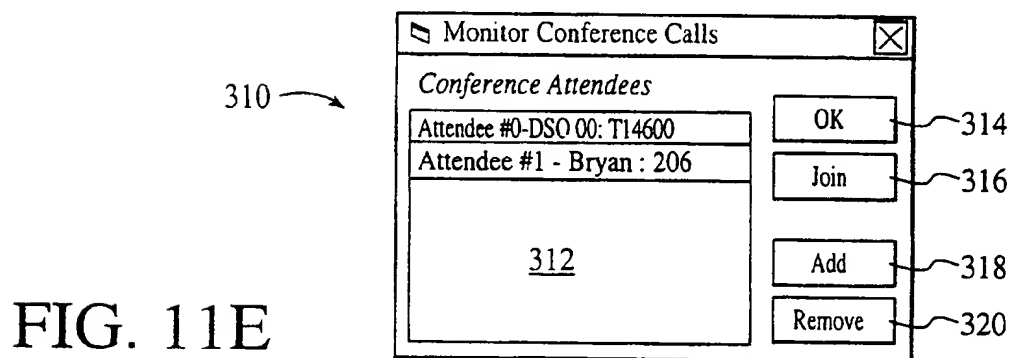 Monitor Conference Calls
310
Conference Attendees
Attendee #0-DSO 00: T14600
Attendee #1 - Bryan : 206
312
OK
314
Join
316
Add
318
Remove
320
FIG. 11E